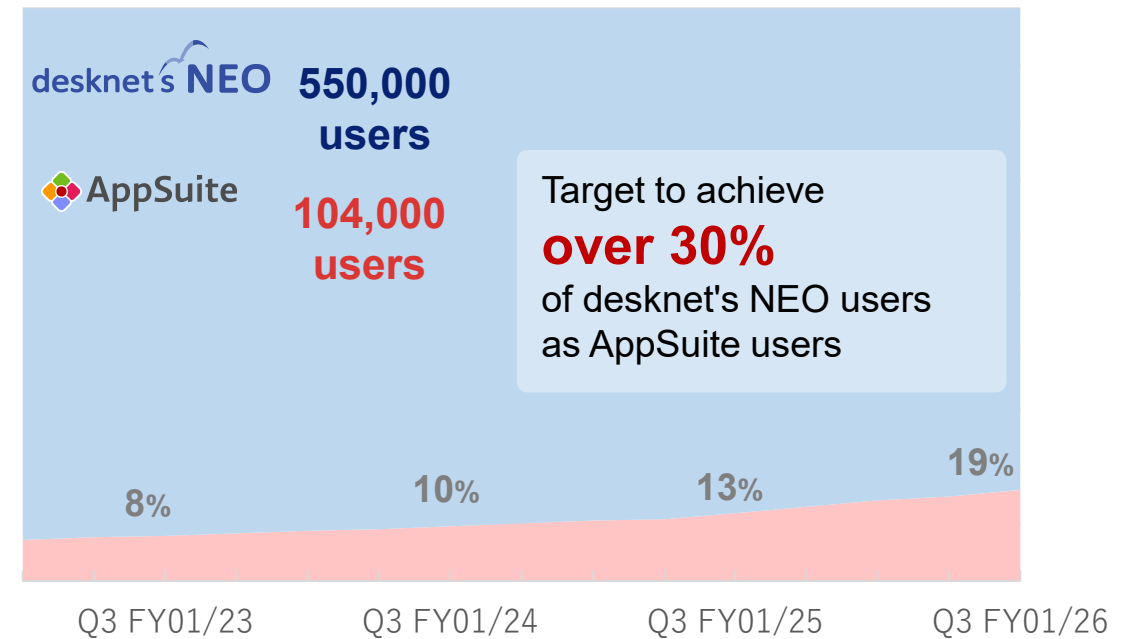 desknet's NEO
550,000
users
AppSuite
104,000
users
Target to achieve
over 30%
of desknet's NEO users
as AppSuite users
8%
10%
13%
19%
Q3 FY01/23
Q3 FY01/24
Q3 FY01/25
Q3 FY01/26